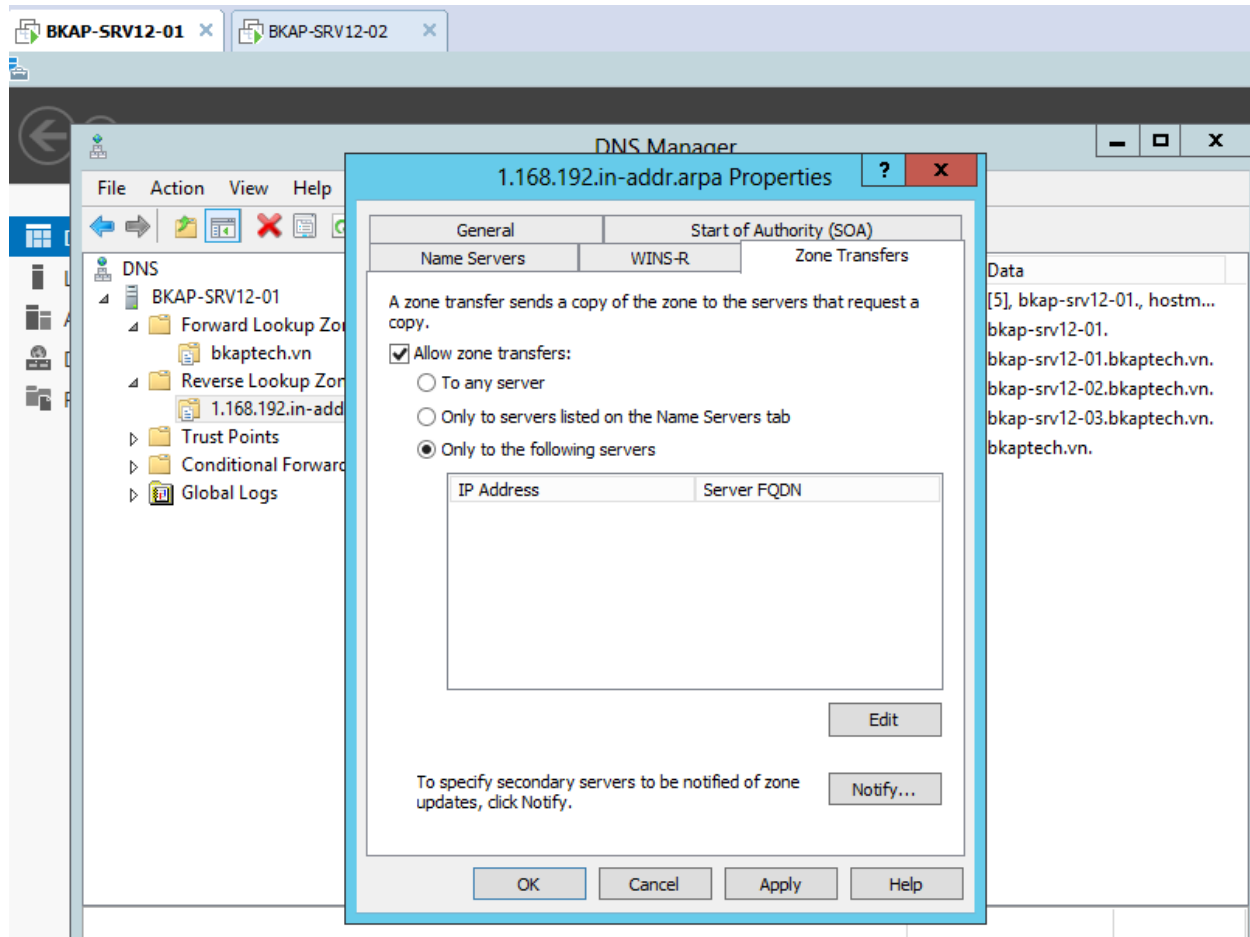 BKAP-SRV12-01
BKAP-SRV12-02
DNS Manager
File Action View Help
DNS
BKAP-SRV12-01
Forward Lookup Zor
bkaptech.vn
Reverse Lookup Zor
1.168.192.in-add
Trust Points
Conditional Forward
Global Logs
1.168.192.in-addr.arpa Properties
?
General
Start of Authority (SOA)
Name Servers
WINS-R
Zone Transfers
A zone transfer sends a copy of the zone to the servers that request a
copy.
Allow zone transfers:
To any server
Only to servers listed on the Name Servers tab
Only to the following servers
IP Address
Server FQDN
Edit
To specify secondary servers to be notified of zone
updates, click Notify.
Notify...
OK
Cancel
Apply
Help
Data
[5], bkap-srv12-01., hostm...
bkap-srv12-01.
bkap-srv12-01.bkaptech.vn.
bkap-srv12-02.bkaptech.vn.
bkap-srv12-03.bkaptech.vn.
bkaptech.vn.